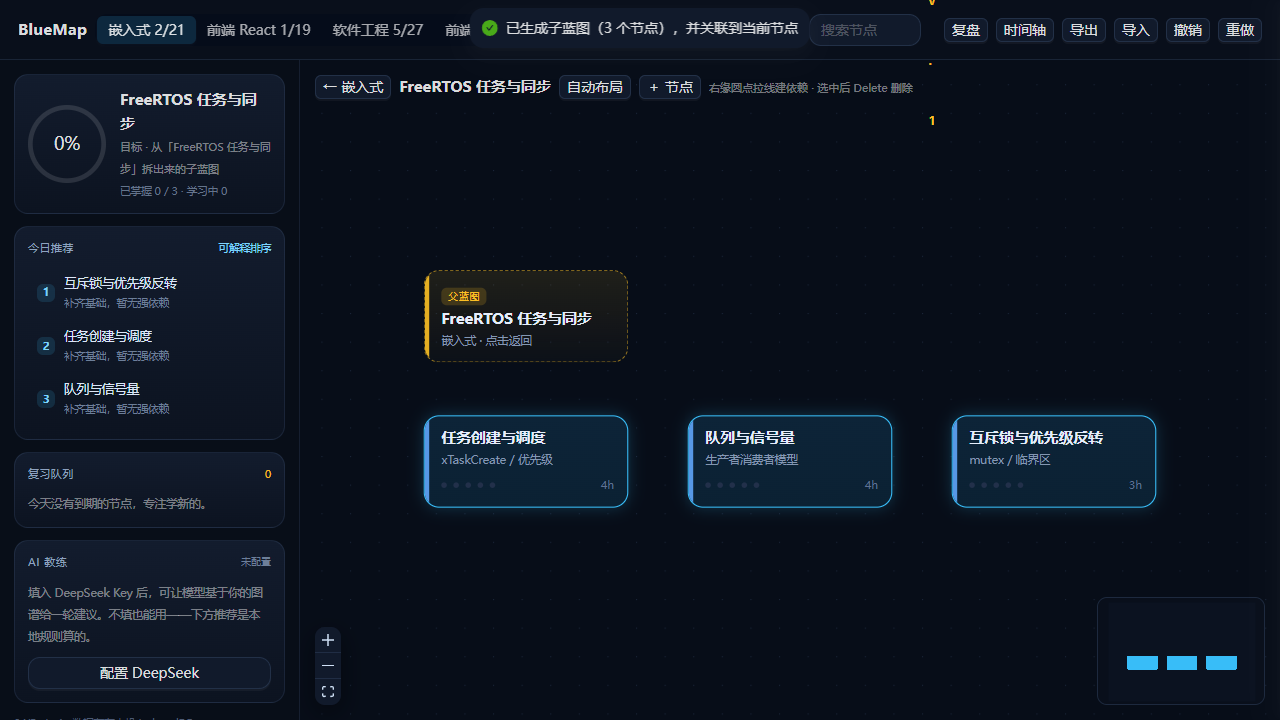 BlueMap
嵌入式 2/21
前端 React 1/19
软件工程 5/27
前端
已生成子蓝图（3 个节点），并关联到当前节点
搜索节点
复盘
时间轴
导出
导入
撤销
重做
0%
FreeRTOS 任务与同
步
目标 · 从「FreeRTOS 任务与同
步」拆出来的子蓝图
已掌握 0 / 3 · 学习中 0
今日推荐
可解释排序
1
互斥锁与优先级反转
补齐基础，暂无强依赖
2
任务创建与调度
补齐基础，暂无强依赖
3
队列与信号量
补齐基础，暂无强依赖
复习队列
0
今天没有到期的节点，专注学新的。
AI 教练
未配置
填入 DeepSeek Key 后，可让模型基于你的图
谱给一轮建议。不填也能用——下方推荐是本
地规则算的。
配置 DeepSeek
← 嵌入式
FreeRTOS 任务与同步
自动布局
+ 节点
右缘圆点拉线建依赖 · 选中后 Delete 删除
1
父蓝图
FreeRTOS 任务与同步
嵌入式 · 点击返回
任务创建与调度
xTaskCreate / 优先级
4h
队列与信号量
生产者消费者模型
4h
互斥锁与优先级反转
mutex / 临界区
3h